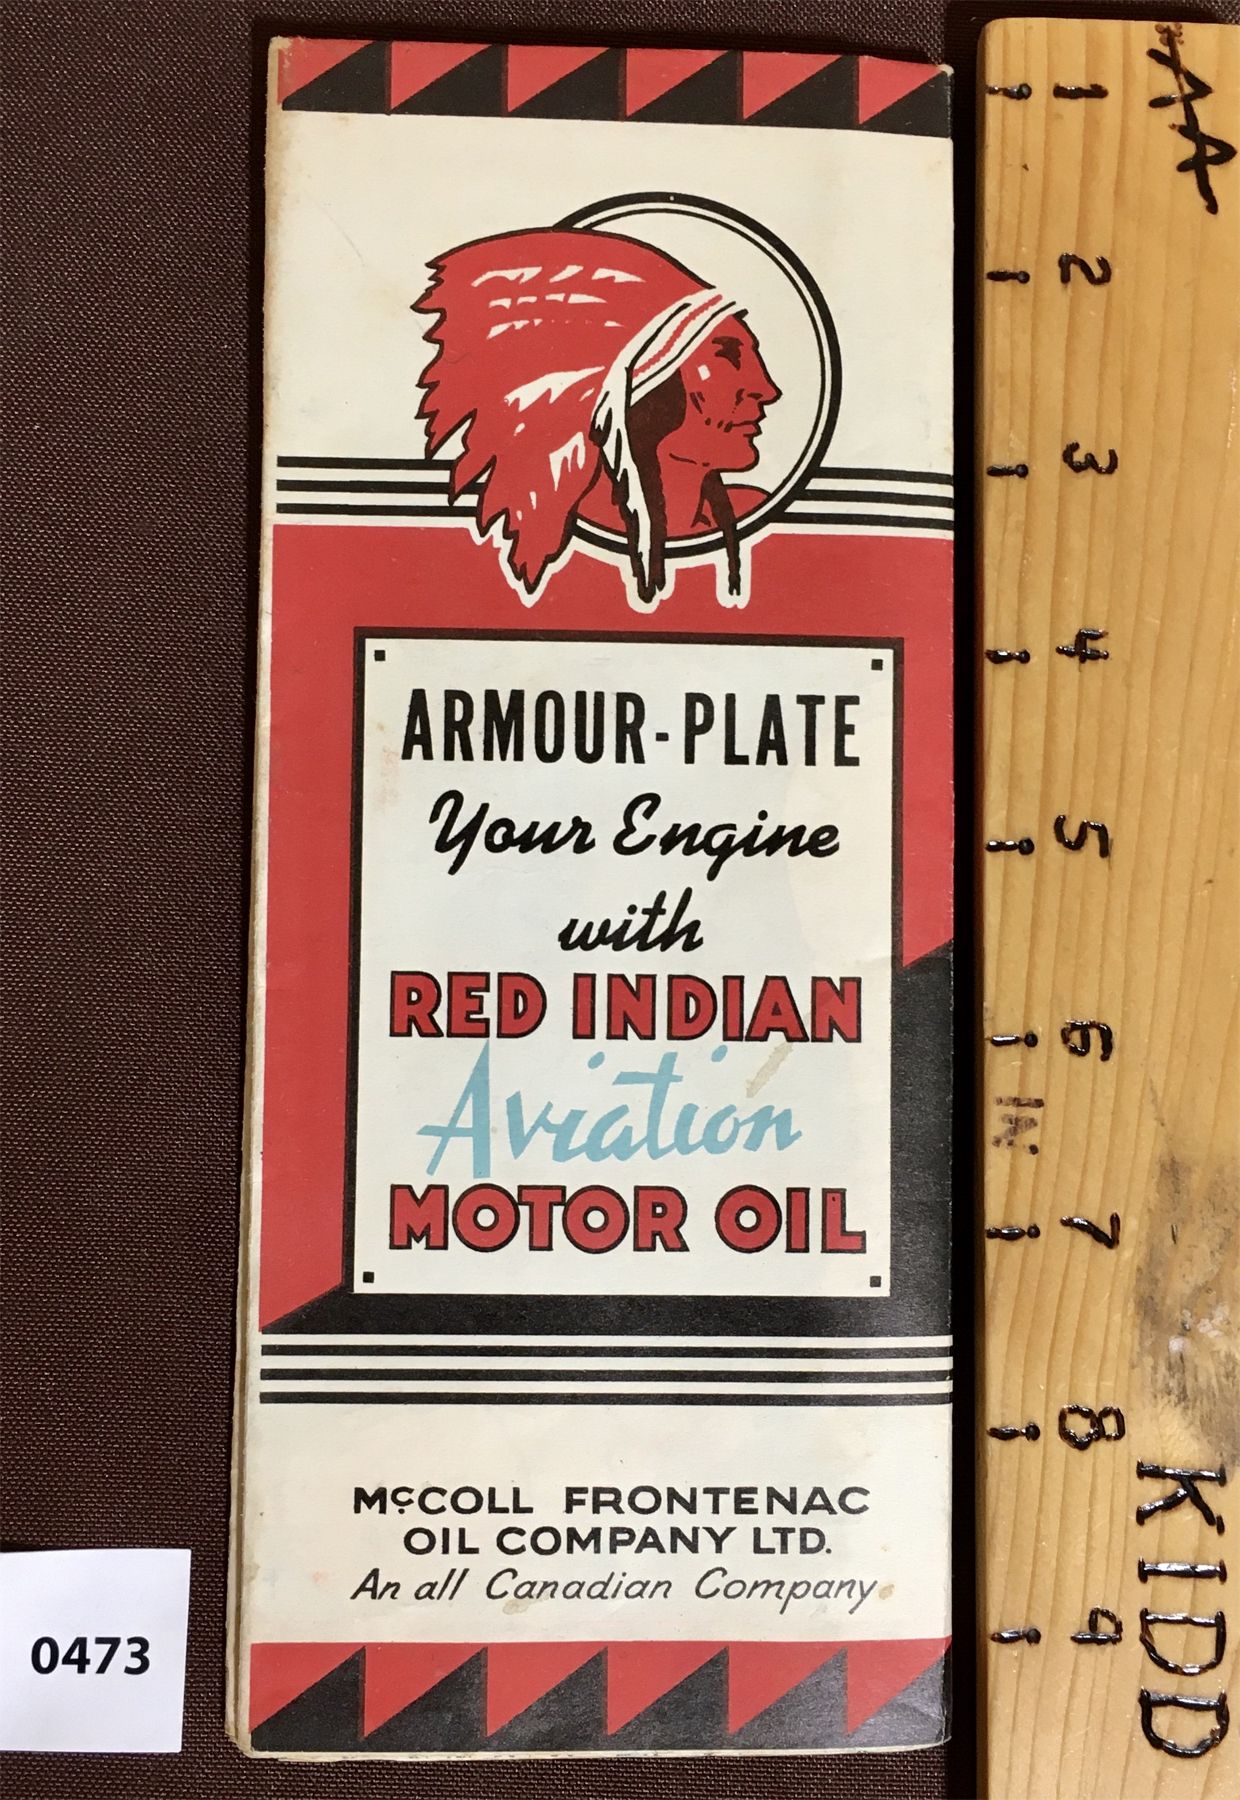 ARMOUR-PLATE
Your Engine
with
RED INDIAN
Aviation
MOTOR OIL
McCOLL FRONTENAC
OIL COMPANY LTD.
An all Canadian Company
0473
1
2
3
4
5
6
IN.
7
8
9
KIDD